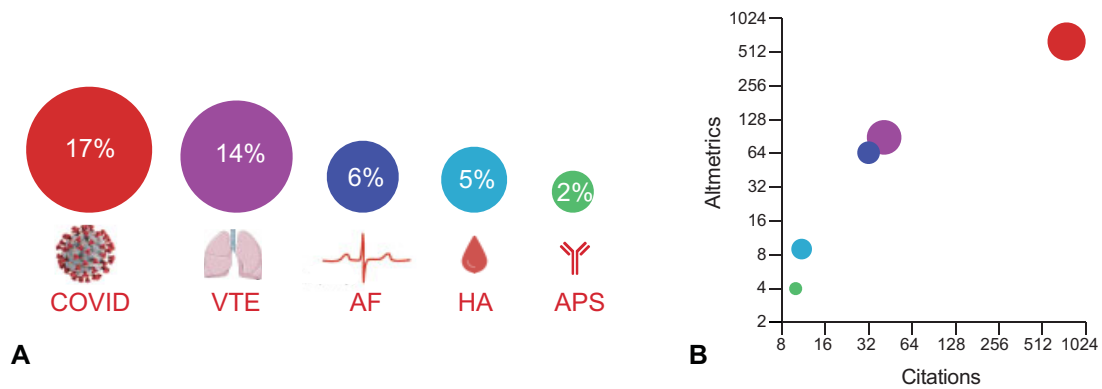 17%
14%
6%
5%
2%
COVID
VTE
AF
HA
APS
A
Altmetrics
1024
512
256
128
64
32
16
8
4
2
8 16 32 64 128 256 512 1024
Citations
B